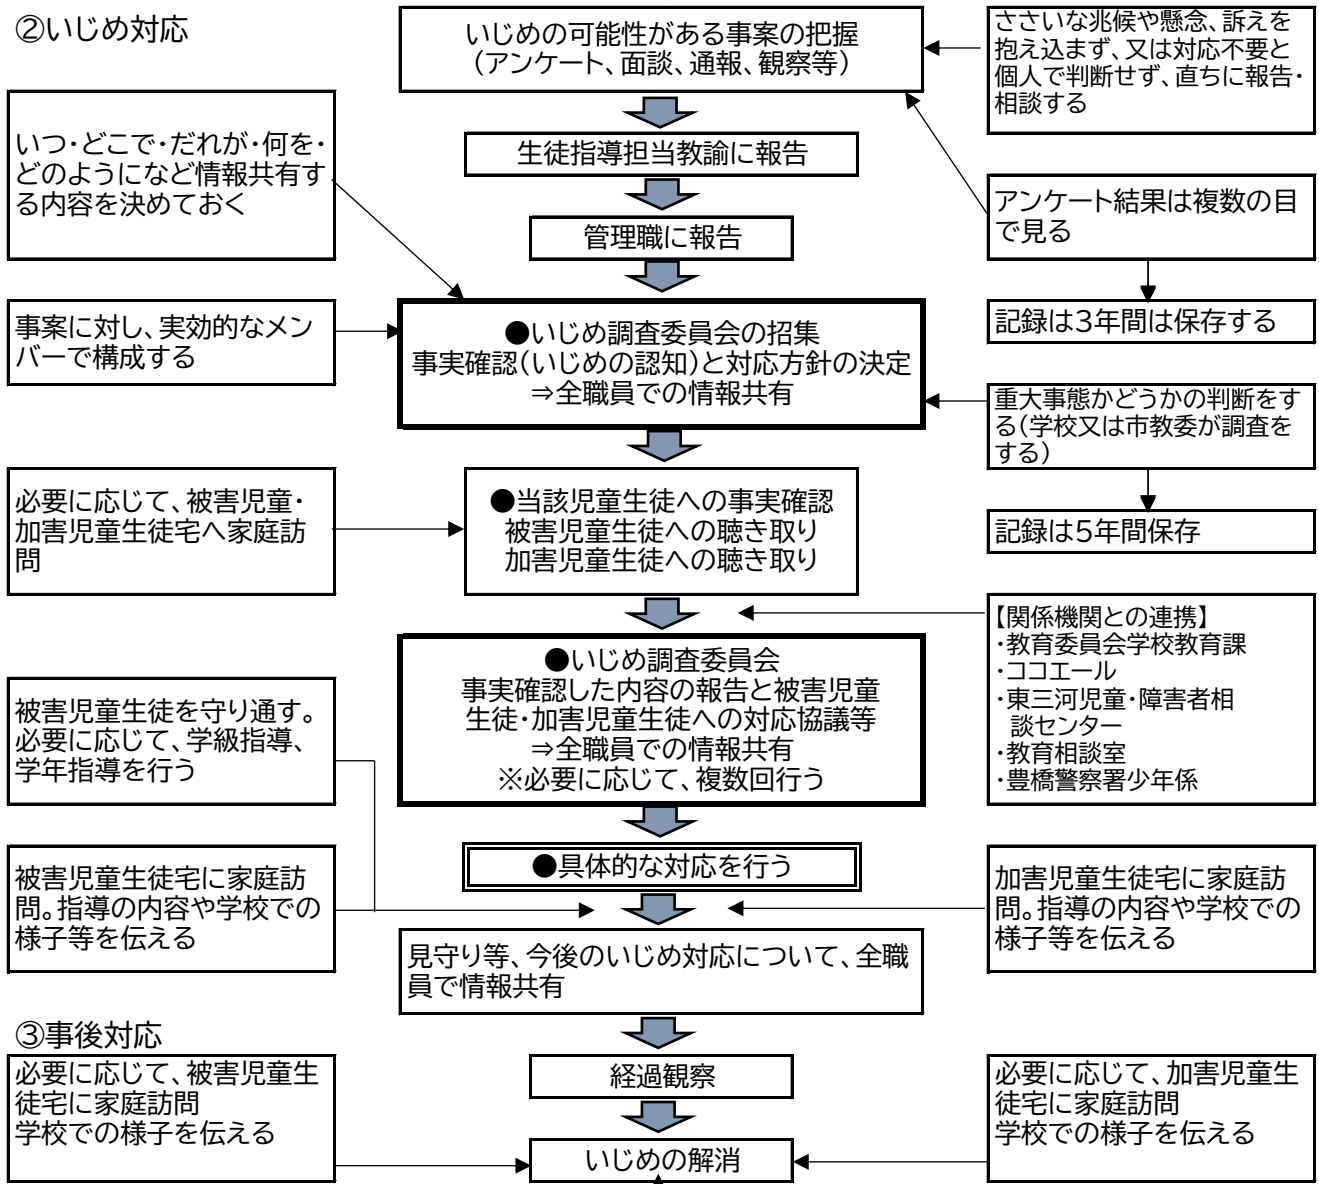 ②いじめ対応
いじめの可能性がある事案の把握
(アンケート、面談、通報、観察等)
ささいな兆候や懸念、訴えを
抱え込まず、又は対応不要と
個人で判断せず、直ちに報告・
相談する
いつ・どこで・だれが・何を・
どのようになど情報共有す
る内容を決めておく
生徒指導担当教諭に報告
アンケート結果は複数の目
で見る
管理職に報告
記録は3年間は保存する
事案に対し、実効的なメン
バーで構成する
●いじめ調査委員会の招集
事実確認(いじめの認知)と対応方針の決定
⇒全職員での情報共有
重大事態かどうかの判断をす
る(学校又は市教委が調査を
する)
記録は5年間保存
必要に応じて、被害児童・
加害児童生徒宅へ家庭訪
問
●当該児童生徒への事実確認
被害児童生徒への聴き取り
加害児童生徒への聴き取り
【関係機関との連携】
・教育委員会学校教育課
・ココエール
・東三河児童・障害者相
談センター
・教育相談室
・豊橋警察署少年係
●いじめ調査委員会
事実確認した内容の報告と被害児童
生徒・加害児童生徒への対応協議等
⇒全職員での情報共有
※必要に応じて、複数回行う
被害児童生徒を守り通す。
必要に応じて、学級指導、
学年指導を行う
●具体的な対応を行う
被害児童生徒宅に家庭訪
問。指導の内容や学校での
様子等を伝える
加害児童生徒宅に家庭訪
問。指導の内容や学校での
様子等を伝える
見守り等、今後のいじめ対応について、全職
員で情報共有
③事後対応
必要に応じて、被害児童生
徒宅に家庭訪問
学校での様子を伝える
経過観察
必要に応じて、加害児童生
徒宅に家庭訪問
学校での様子を伝える
いじめの解消